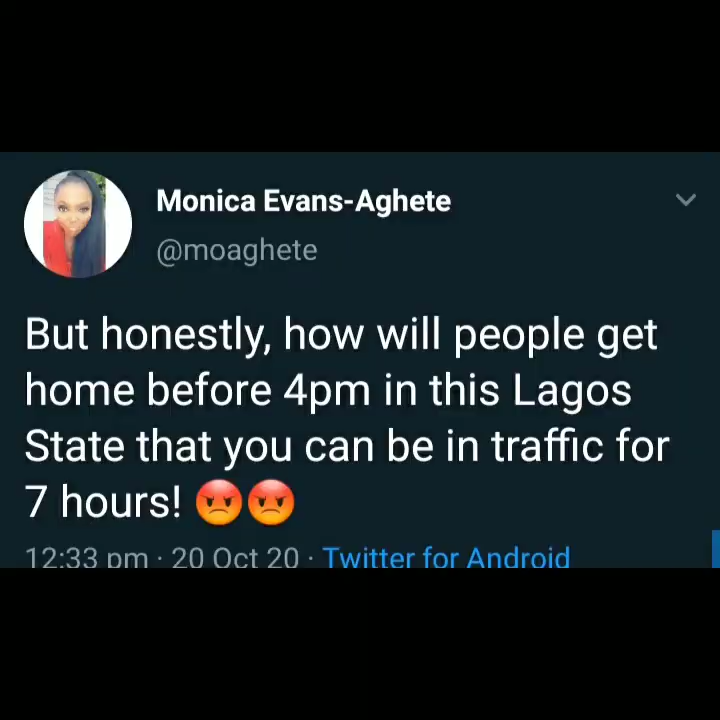 Monica Evans-Aghete
@moaghete
But honestly, how will people get
home before 4pm in this Lagos
State that you can be in traffic for
7 hours! 😡😡
12:33 pm · 20 Oct 20 · Twitter for Android